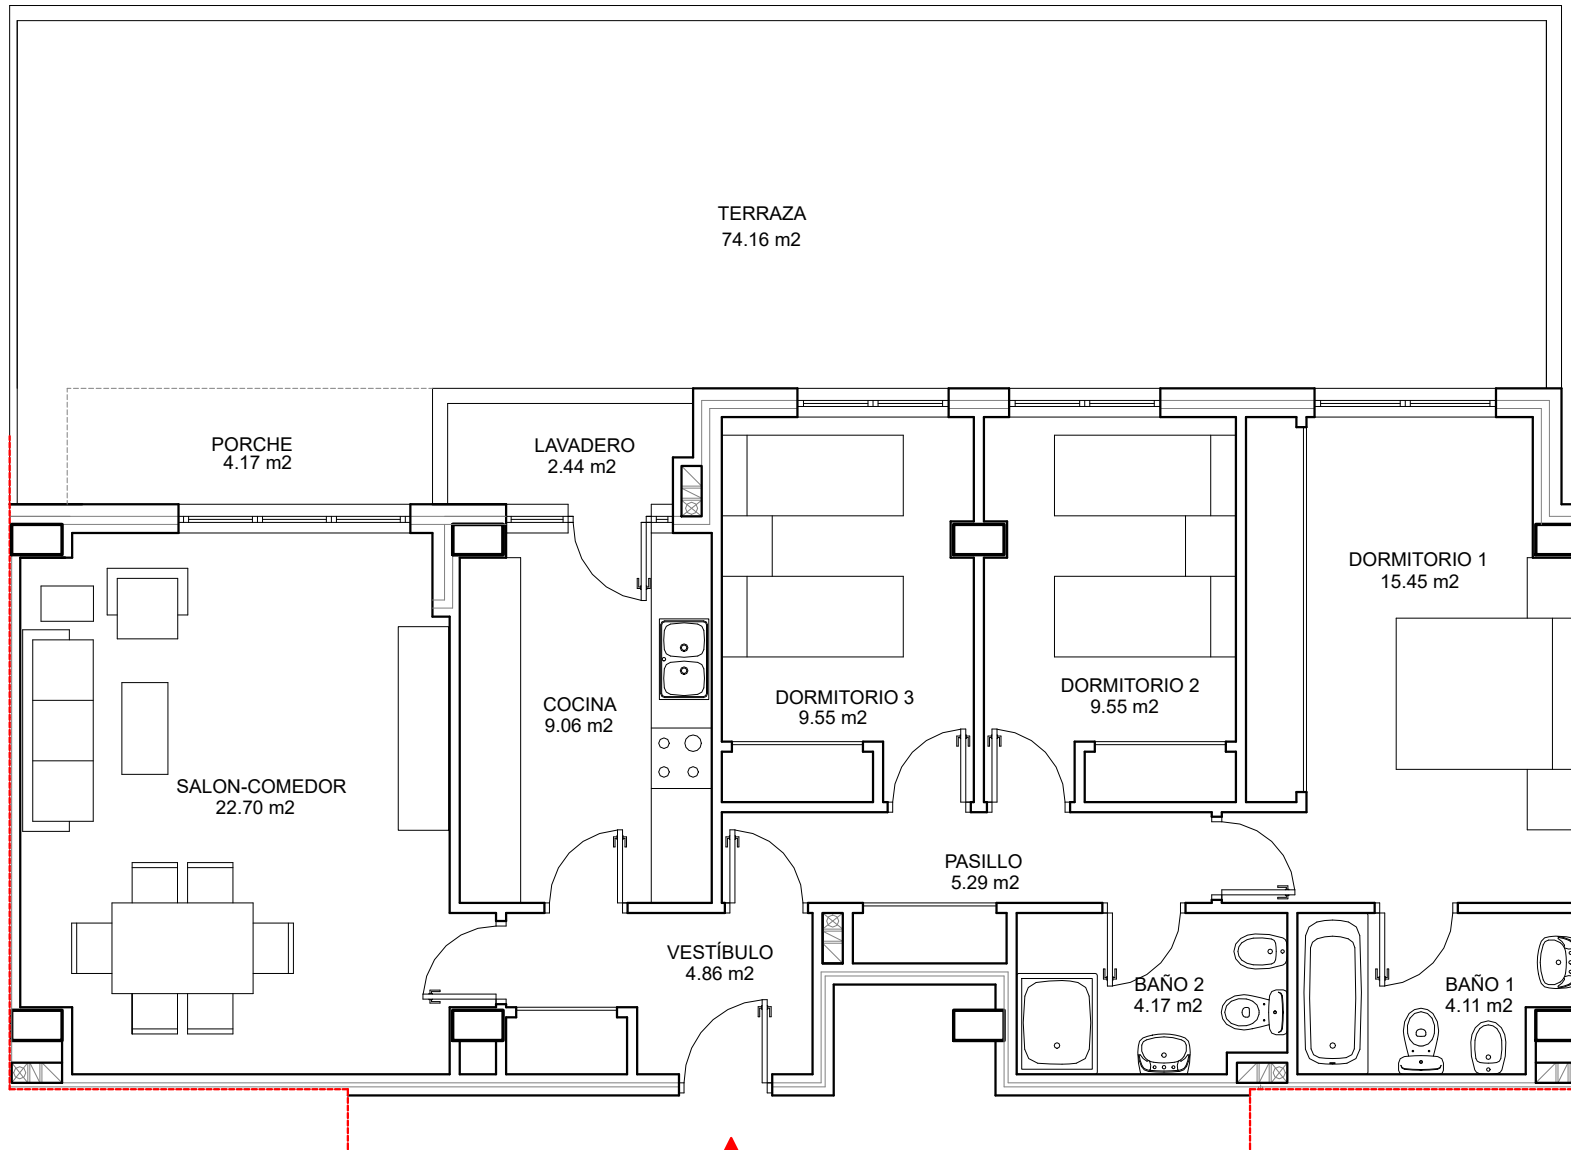 TERRAZA
74.16 m2
PORCHE
4.17 m2
LAVADERO
2.44 m2
DORMITORIO 1
15.45 m2
COCINA
9.06 m2
DORMITORIO 3
9.55 m2
DORMITORIO 2
9.55 m2
SALON-COMEDOR
22.70 m2
PASILLO
5.29 m2
VESTÍBULO
4.86 m2
BAÑO 2
4.17 m2
BAÑO 1
4.11 m2